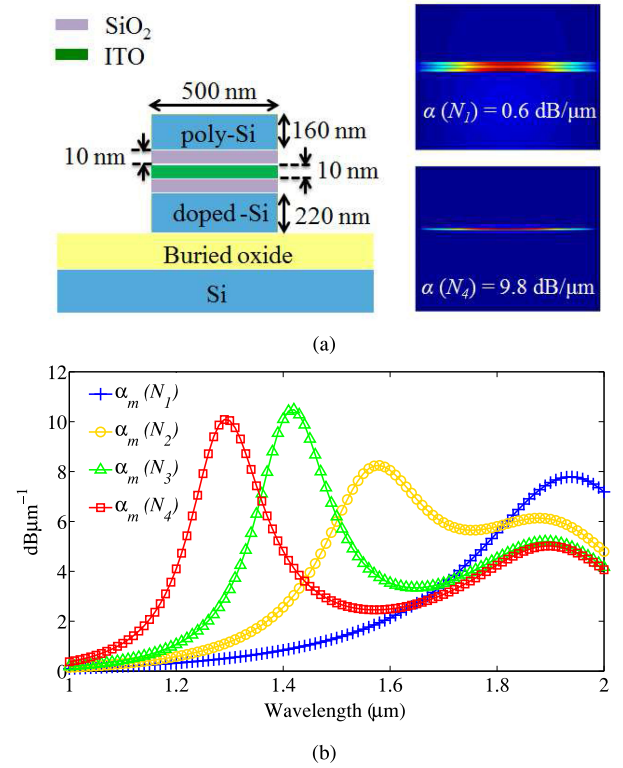 SiO₂
ITO
500 nm
poly-Si
160 nm
10 nm
10 nm
doped-Si
220 nm
Buried oxide
Si
α (N₁) = 0.6 dB/μm
α (N₄) = 9.8 dB/μm
(a)
12
10
8
6
4
2
0
dBμm⁻¹
αₘ (N₁)
αₘ (N₂)
αₘ (N₃)
αₘ (N₄)
1
1.2
1.4
1.6
1.8
2
Wavelength (μm)
(b)